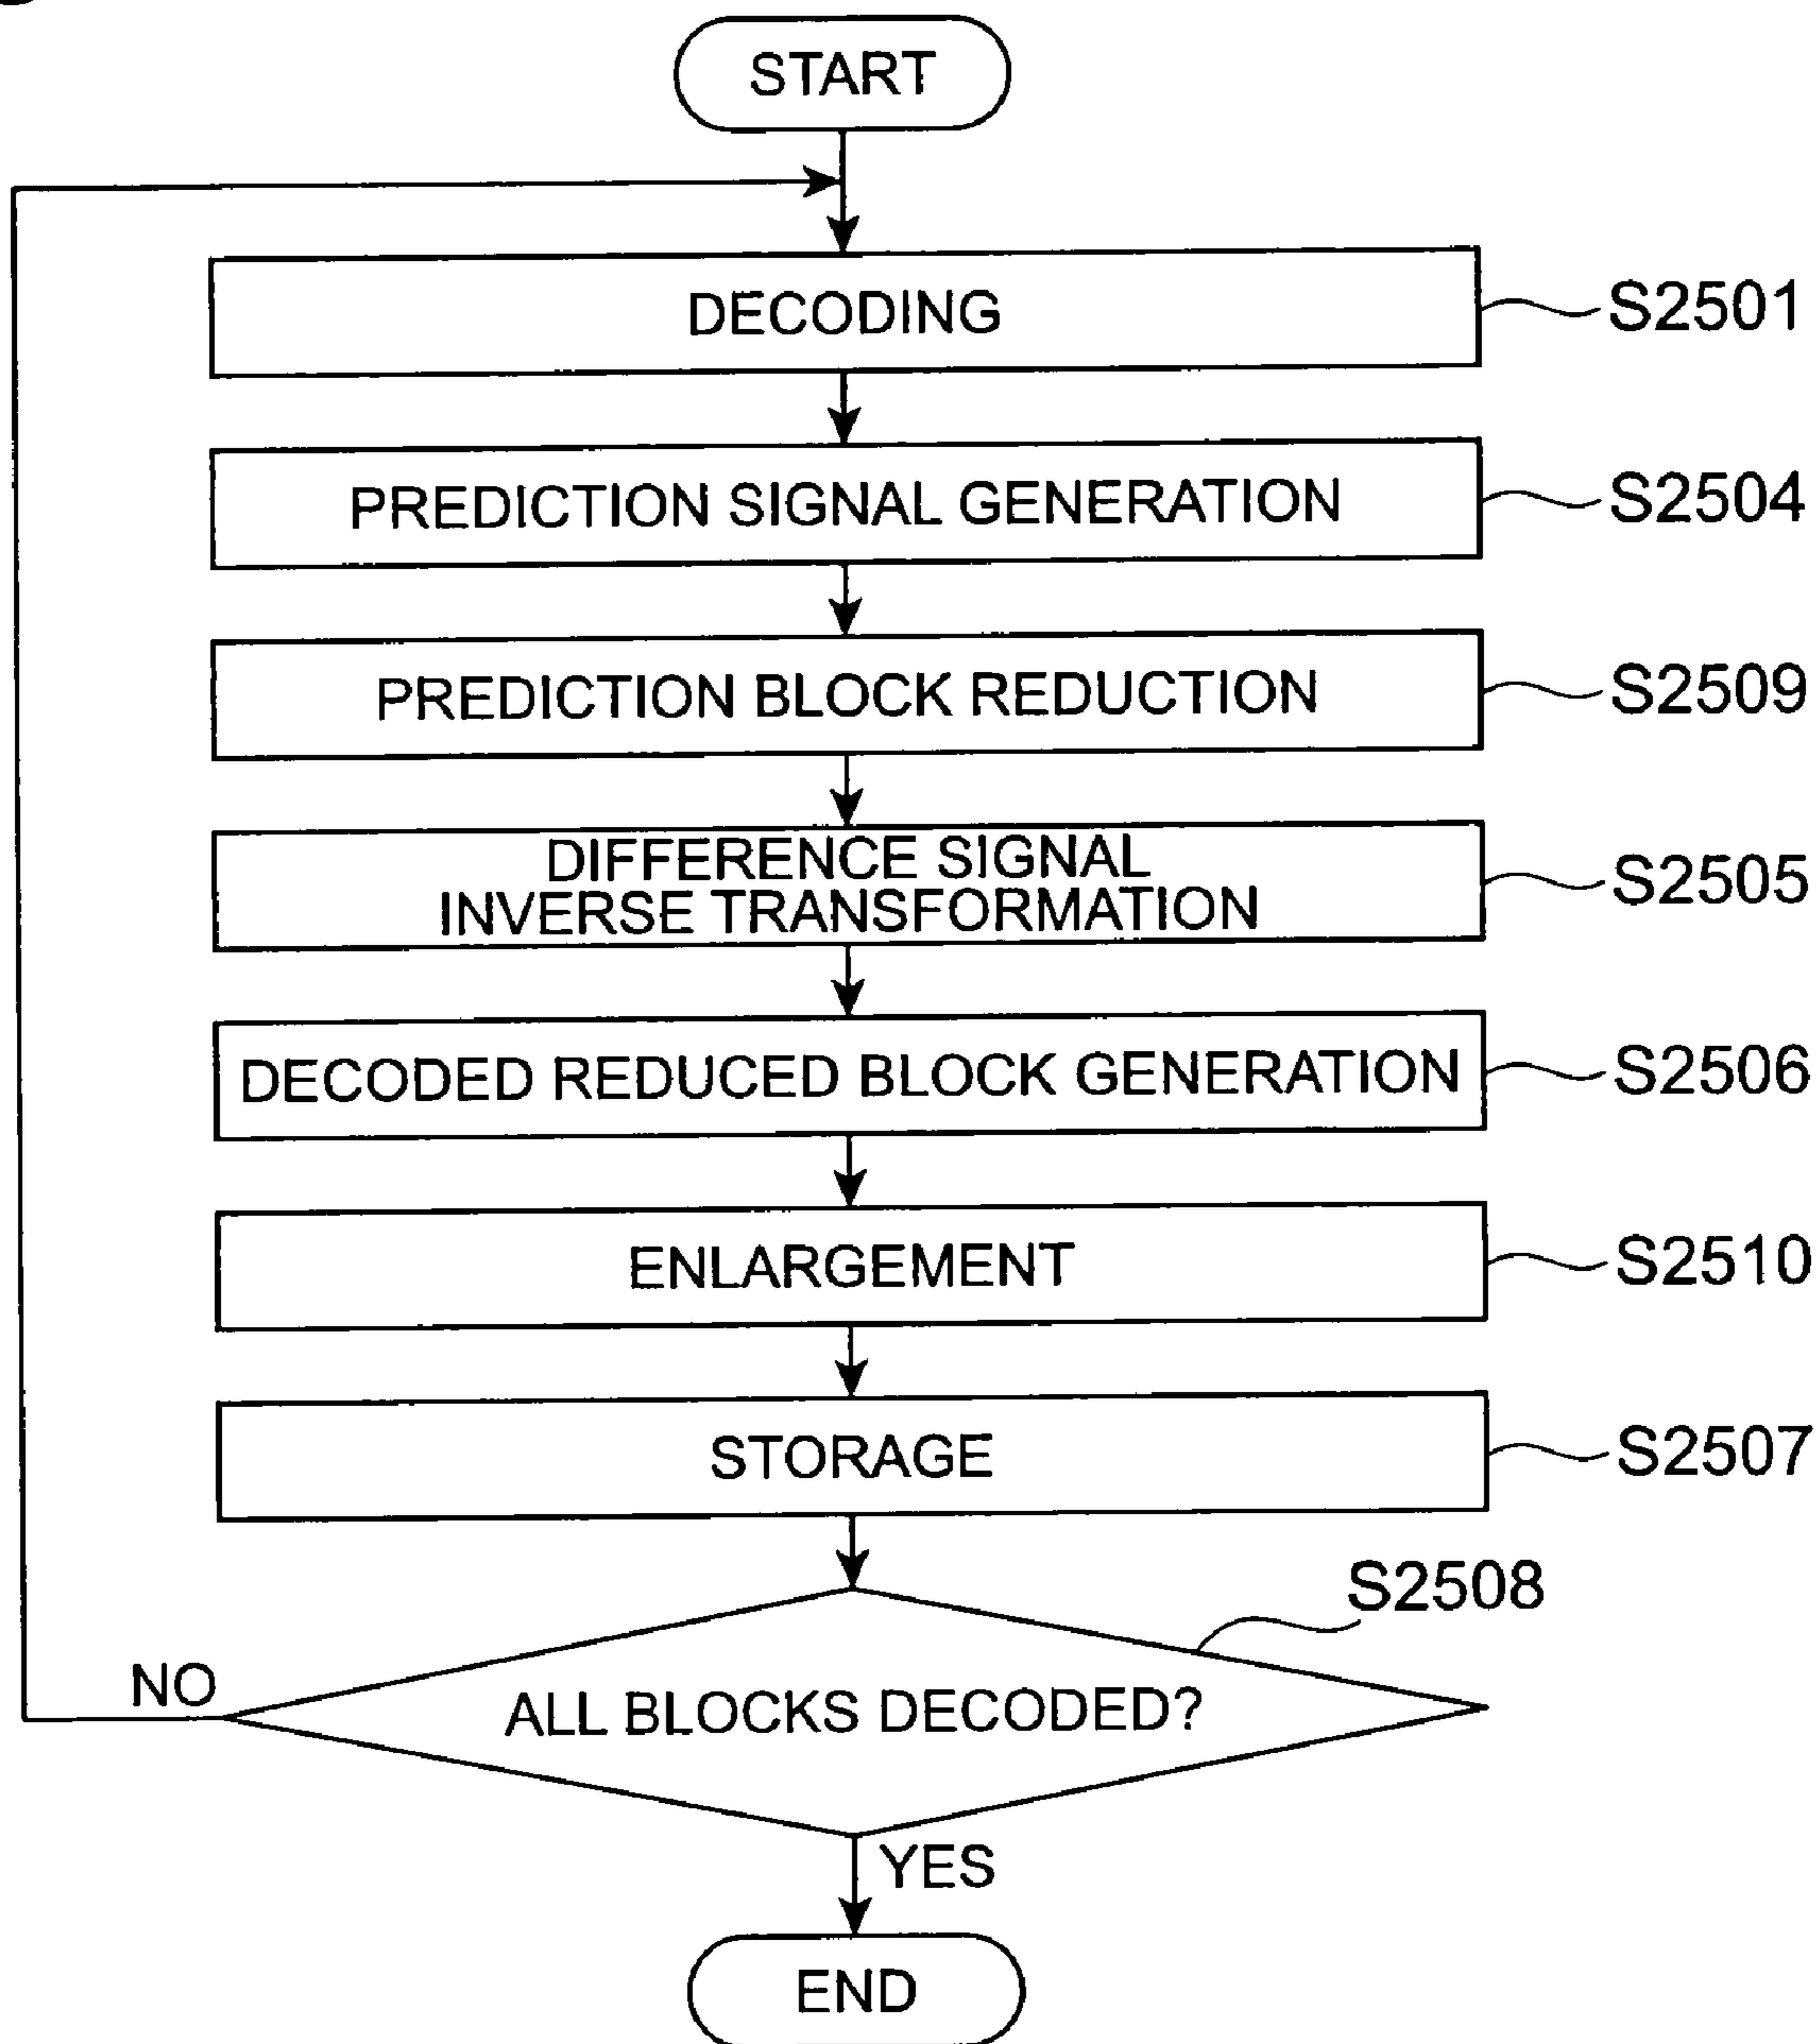 START
DECODING
S2501
PREDICTION SIGNAL GENERATION
S2504
PREDICTION BLOCK REDUCTION
S2509
DIFFERENCE SIGNAL
INVERSE TRANSFORMATION
S2505
DECODED REDUCED BLOCK GENERATION
S2506
ENLARGEMENT
S2510
STORAGE
S2507
S2508
NO
ALL BLOCKS DECODED?
YES
END